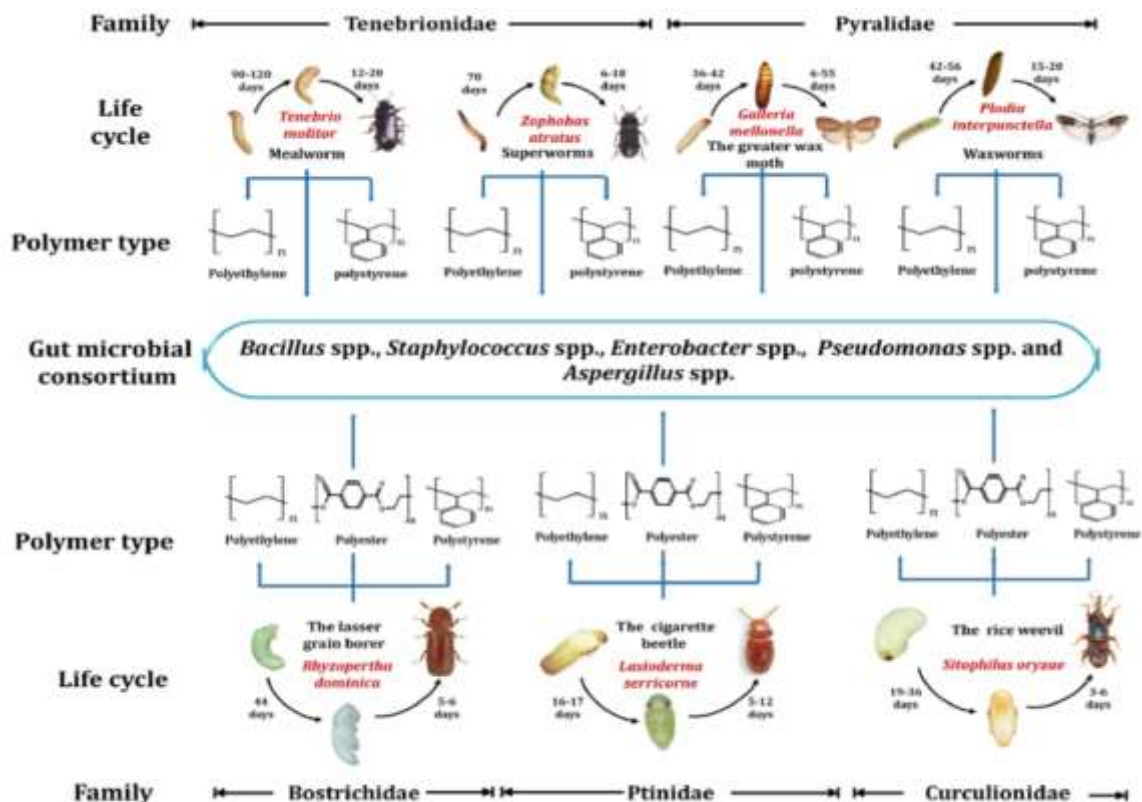 Family Tenebrionidae Pyralidae
Life cycle
90-120 days
12-20 days
Tenebrio molitor
Mealworm
70 days
6-18 days
Zophobas atratus
Superworms
36-42 days
6-55 days
Galleria mellonella
The greater wax moth
42-56 days
15-20 days
Plodia interpunctella
Waxworms
Polymer type
n
Polyethylene
n
polystyrene
n
Polyethylene
n
polystyrene
n
Polyethylene
n
polystyrene
n
Polyethylene
n
polystyrene
Gut microbial consortium
Bacillus spp., Staphylococcus spp., Enterobacter spp., Pseudomonas spp. and
Aspergillus spp.
Polymer type
n
Polyethylene
n
Polyester
n
Polystyrene
n
Polyethylene
n
Polyester
n
Polystyrene
n
Polyethylene
n
Polyester
n
Polystyrene
Life cycle
The lasser grain borer
Rhyzopertha dominica
44 days
5-6 days
The cigarette beetle
Lasioderma serricorne
16-17 days
5-12 days
The rice weevil
Sitophilus oryzae
19-36 days
3-6 days
Family Bostrichidae Ptinidae Curculionidae